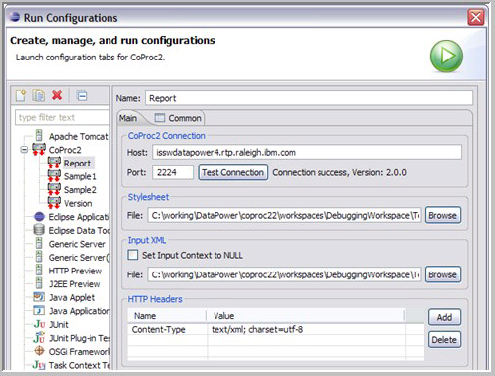 Run Configurations
Create, manage, and run configurations
Launch configuration tabs for CoProc2.
type filter text
Apache Tomcat
CoProc2
Report
Sample1
Sample2
Version
Eclipse Applica
Eclipse Data Too
Generic Server
Generic Server(
HTTP Preview
J2EE Preview
Java Applet
Java Application
JUnit
JUnit Plug-in Tes
OSGi Framework
Task Context Te
Name: Report
Main Common
CoProc2 Connection
Host: isswdatapower4.rtp.raleigh.ibm.com
Port: 2224 Test Connection Connection success, Version: 2.0.0
Stylesheet
File: C:\working\DataPower\coproc22\workspaces\DebuggingWorkspace\Te Browse
Input XML
Set Input Context to NULL
File: C:\working\DataPower\coproc22\workspaces\DebuggingWorkspace\Te Browse
HTTP Headers
Name Value Add
Content-Type text/xml; charset=utf-8
Delete